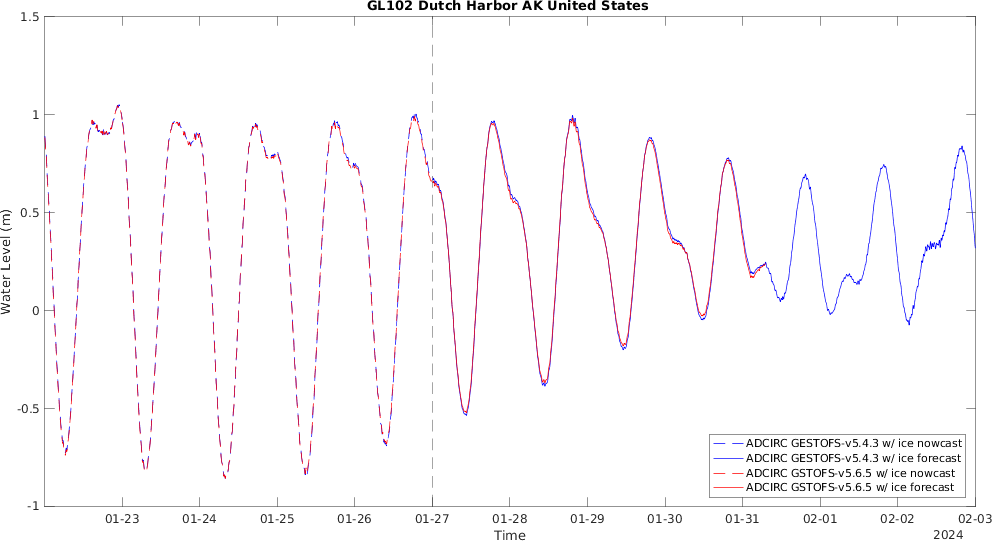 GL102 Dutch Harbor AK United States
1.5
1
0.5
0
-0.5
-1
Water Level (m)
ADCIRC GESTOFS-v5.4.3 w/ ice nowcast
ADCIRC GESTOFS-v5.4.3 w/ ice forecast
ADCIRC GSTOFS-v5.6.5 w/ ice nowcast
ADCIRC GSTOFS-v5.6.5 w/ ice forecast
01-23 01-24 01-25 01-26 01-27 01-28 01-29 01-30 01-31 02-01 02-02 02-03
Time
2024